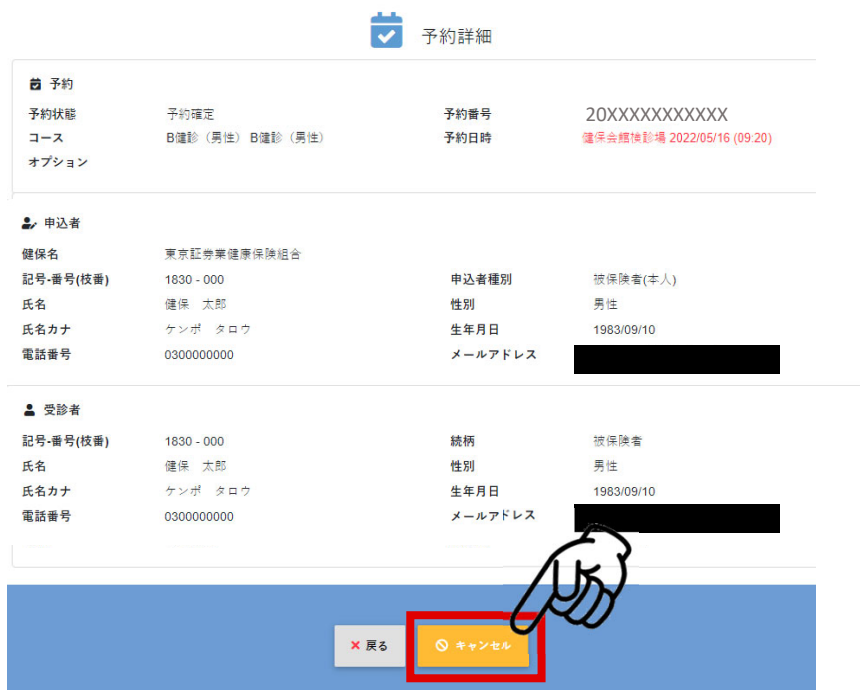 予約詳細
予約
予約状態 予約確定 予約番号 20XXXXXXXXXXX
コース B健診（男性） B健診（男性） 予約日時 健保会館検診場 2022/05/16 (09:20)
オプション
申込者
健保名 東京証券業健康保険組合
記号-番号(枝番) 1830 - 000 申込者種別 被保険者(本人)
氏名 健保 太郎 性別 男性
氏名カナ ケンポ タロウ 生年月日 1983/09/10
電話番号 0300000000 メールアドレス
受診者
記号-番号(枝番) 1830 - 000 続柄 被保険者
氏名 健保 太郎 性別 男性
氏名カナ ケンポ タロウ 生年月日 1983/09/10
電話番号 0300000000 メールアドレス
戻る キャンセル